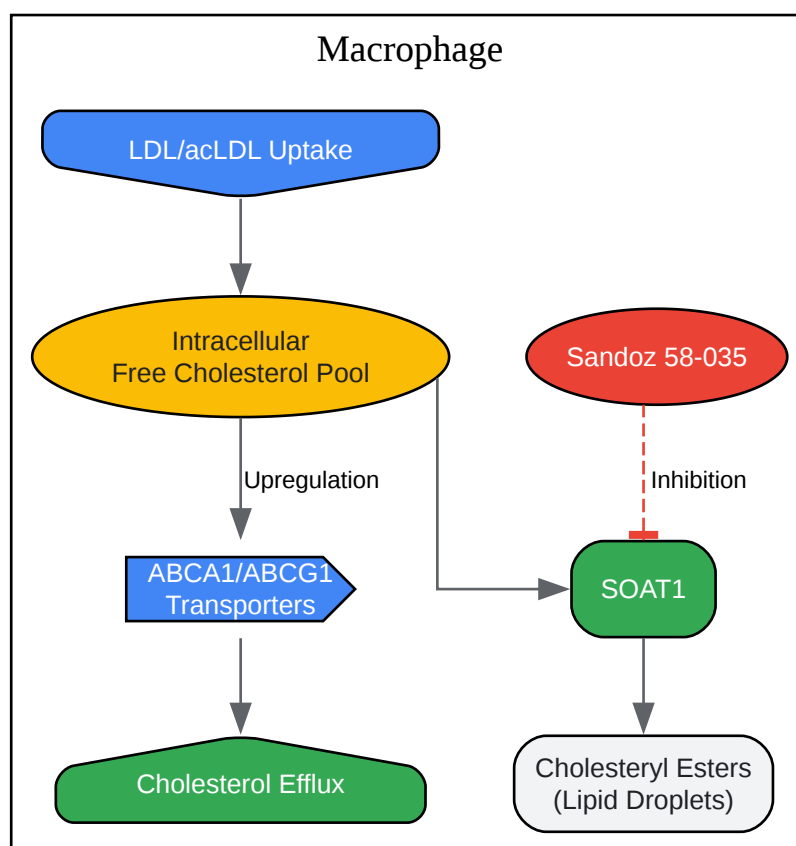 Macrophage
LDL/acLDL Uptake
Intracellular
Free Cholesterol Pool
Sandoz 58-035
Upregulation
Inhibition
ABCA1/ABCG1
Transporters
SOAT1
Cholesterol Efflux
Cholesteryl Esters
(Lipid Droplets)